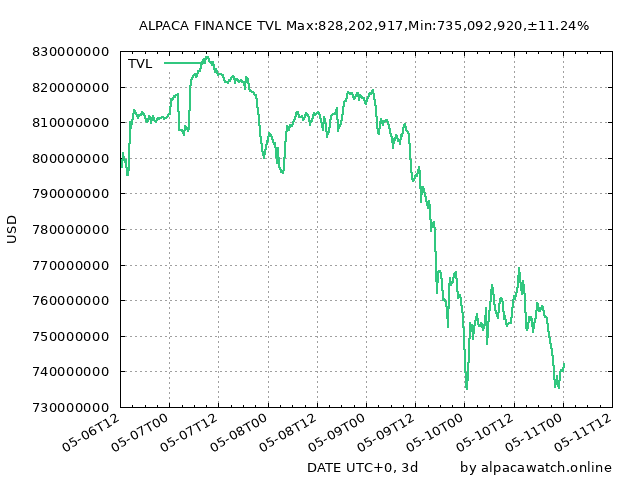 ALPACA FINANCE TVL Max:828,202,917,Min:735,092,920,±11.24%
TVL
830000000
820000000
810000000
800000000
790000000
780000000
770000000
760000000
750000000
740000000
730000000
USD
05-06T12
05-07T00
05-07T12
05-08T00
05-08T12
05-09T00
05-09T12
05-10T00
05-10T12
05-11T00
05-11T12
DATE UTC+0, 3d
by alpacawatch.online